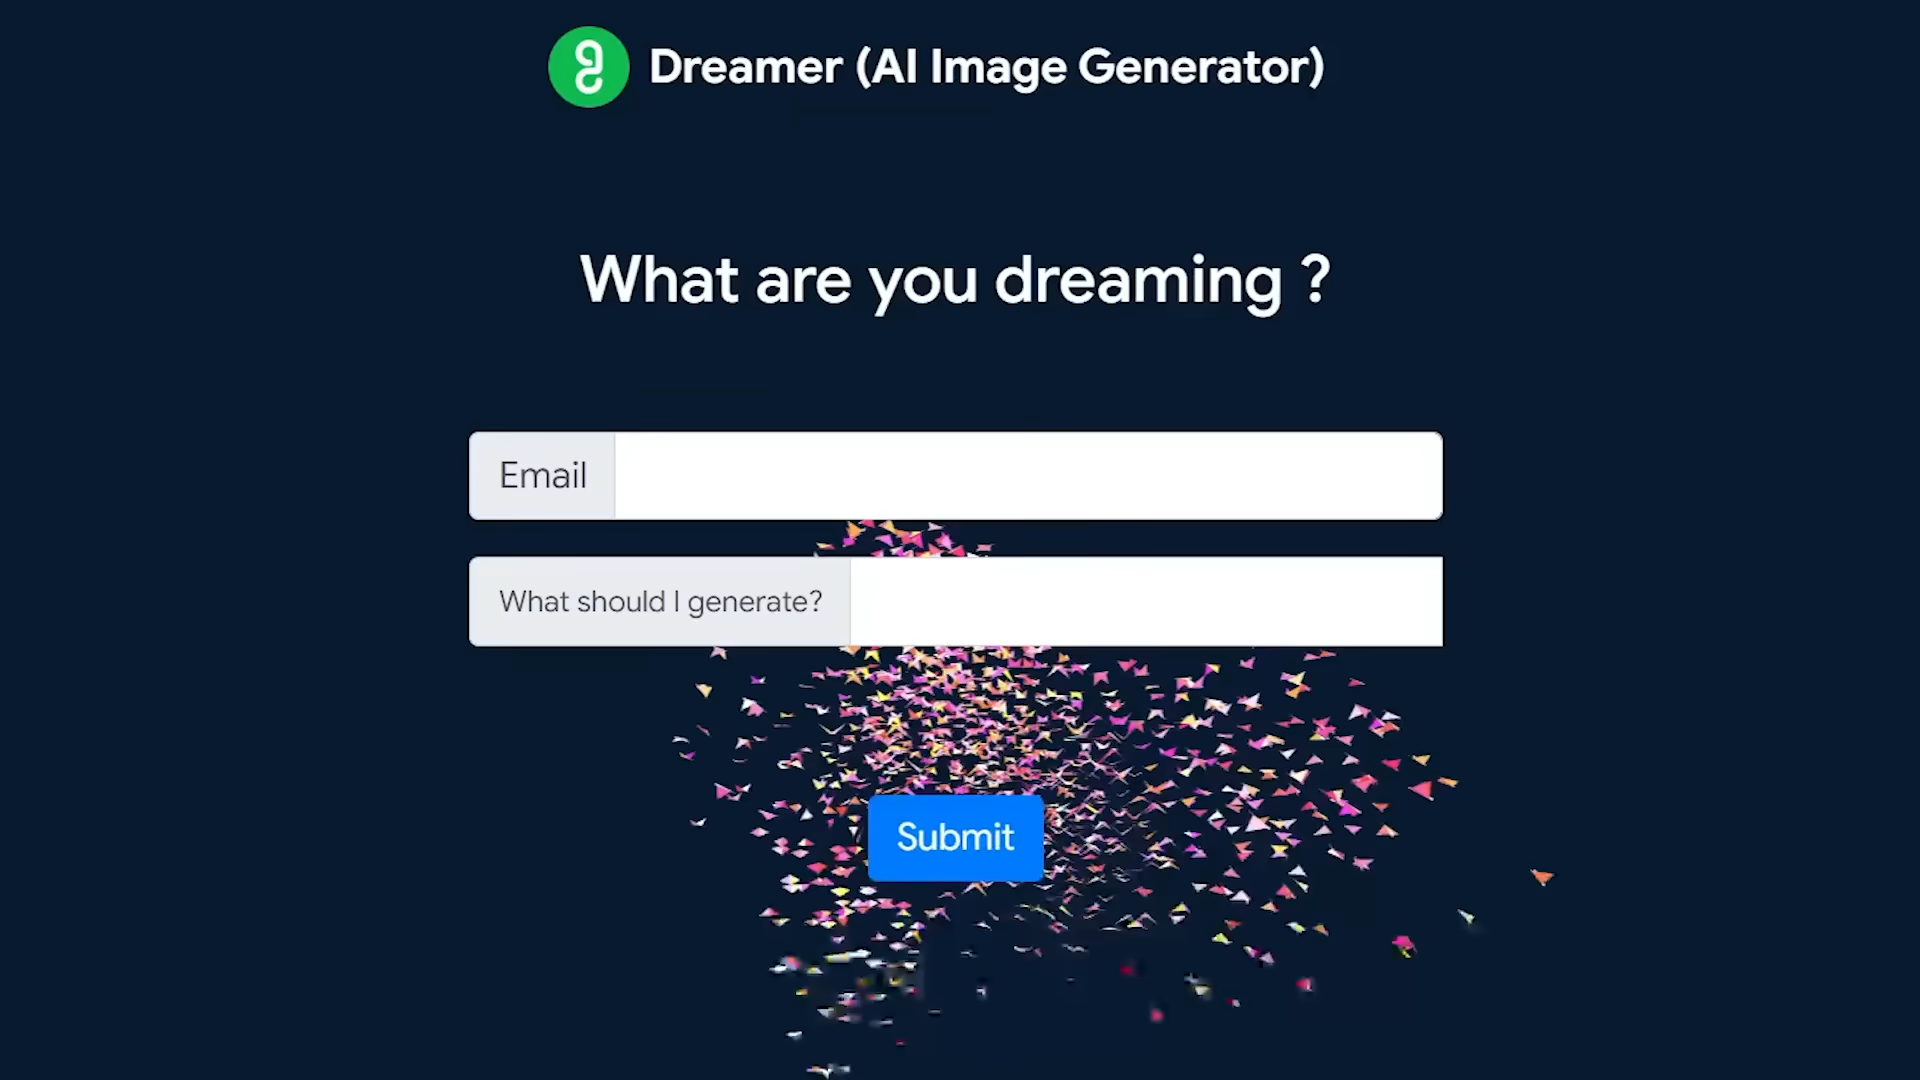 Dreamer (AI Image Generator)
What are you dreaming ?
Email
What should I generate?
Submit